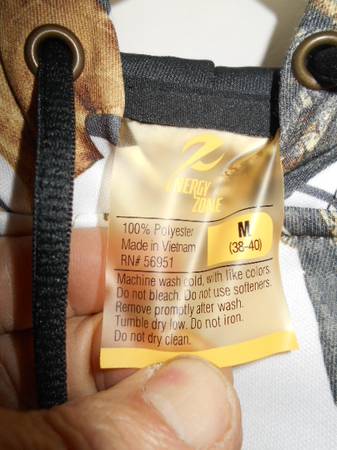 Z
ENERGY
ZONE
100% Polyester
Made in Vietnam
RN# 56951
M
(38-40)
Machine wash cold, with like colors.
Do not bleach. Do not use softeners.
Remove promptly after wash.
Tumble dry low. Do not iron.
Do not dry clean.